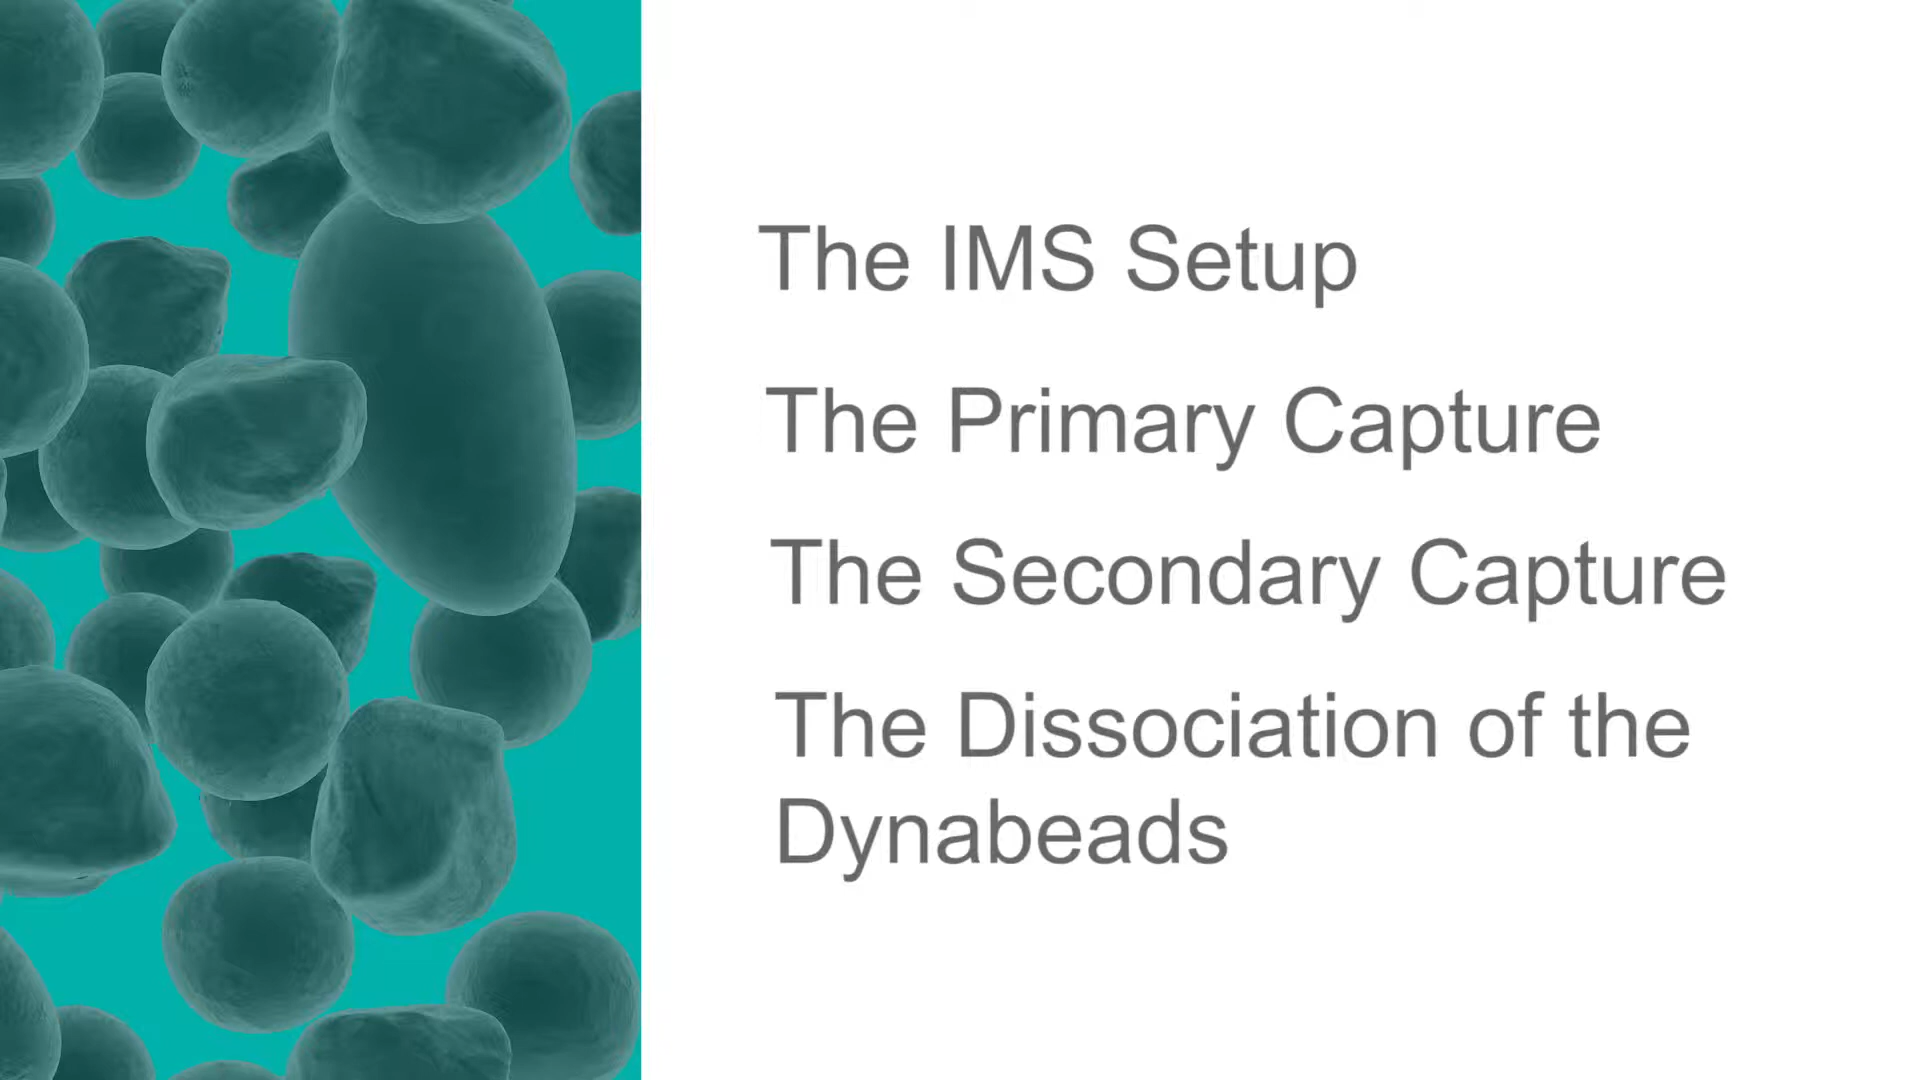 The IMS Setup
The Primary Capture
The Secondary Capture
The Dissociation of the
Dynabeads